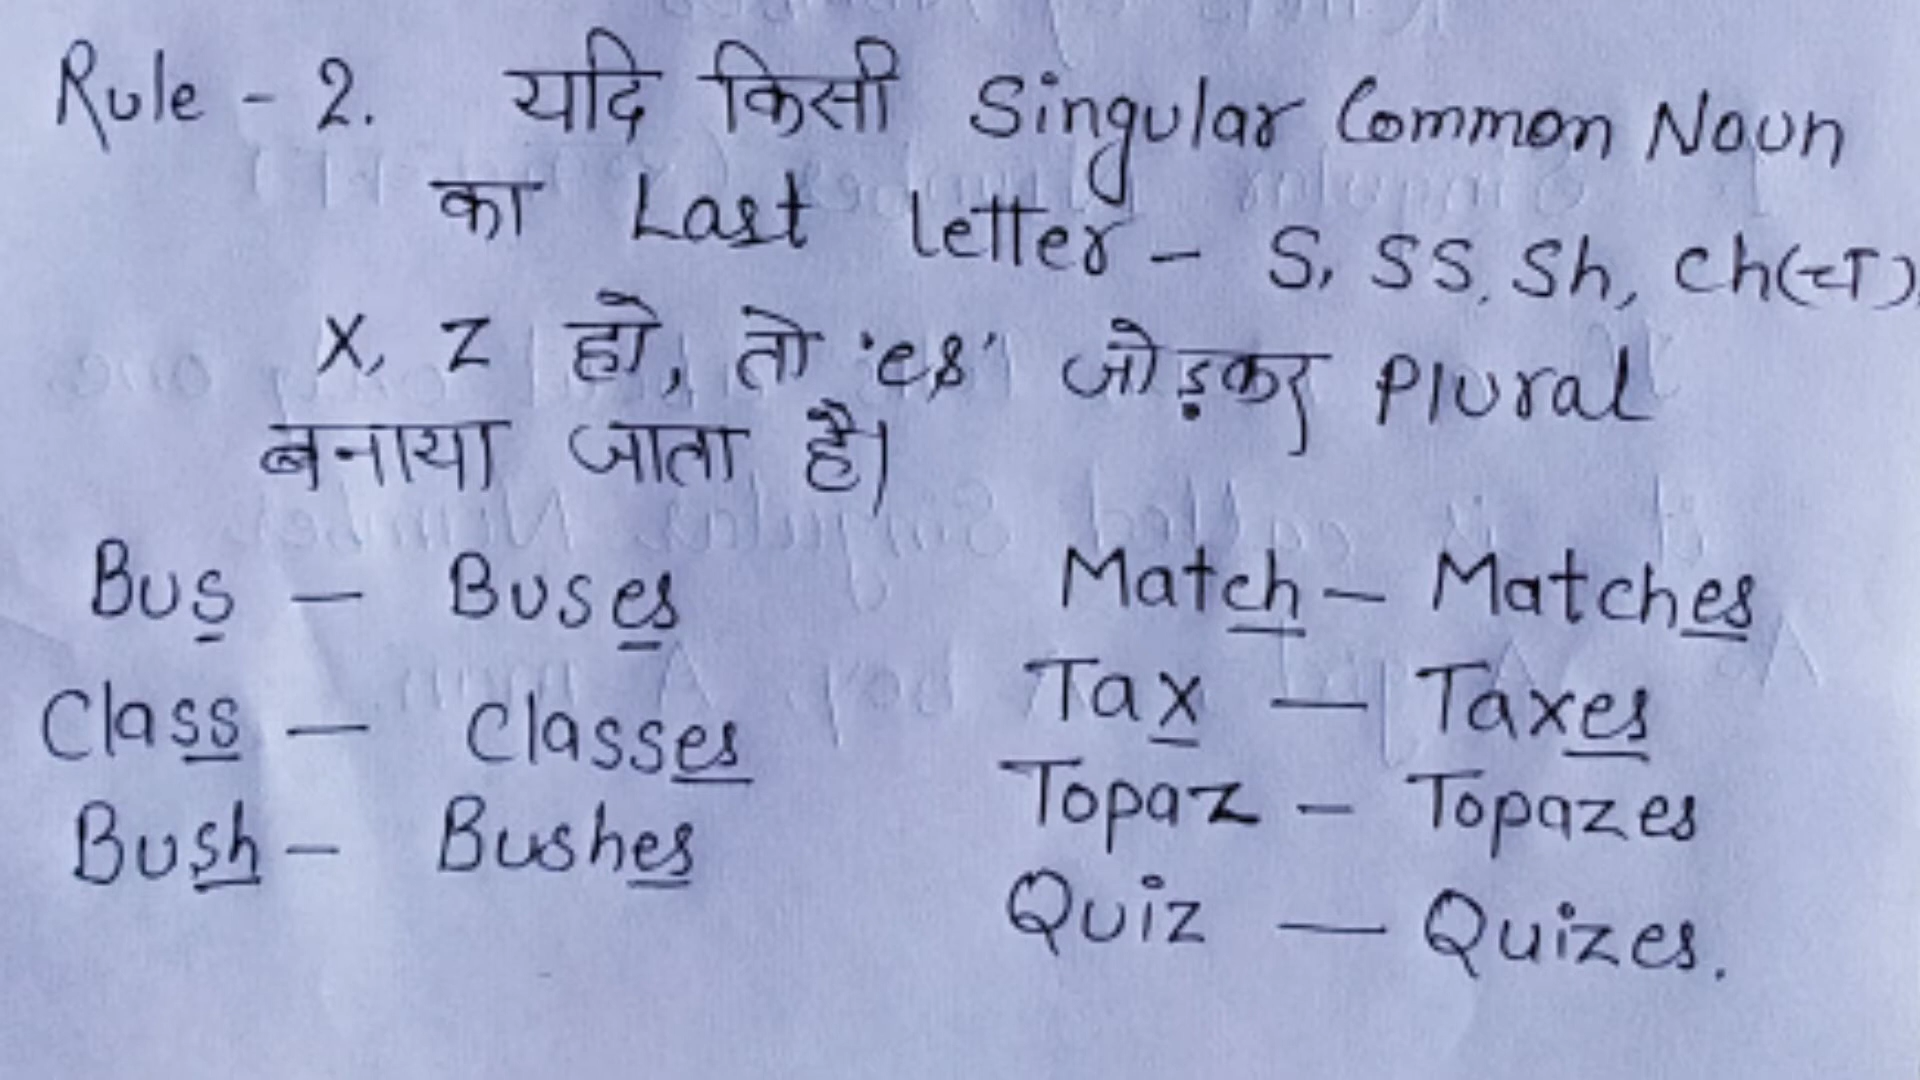 Rule - 2. यदि किसी Singular Common Noun
का Last letter - S, SS, Sh, Ch(च),
X, Z हो, तो 'es' जोड़कर Plural
बनाया जाता है।
Bus - Buses
Class - Classes
Bush - Bushes
Match - Matches
Tax - Taxes
Topaz - Topazes
Quiz - Quizes.